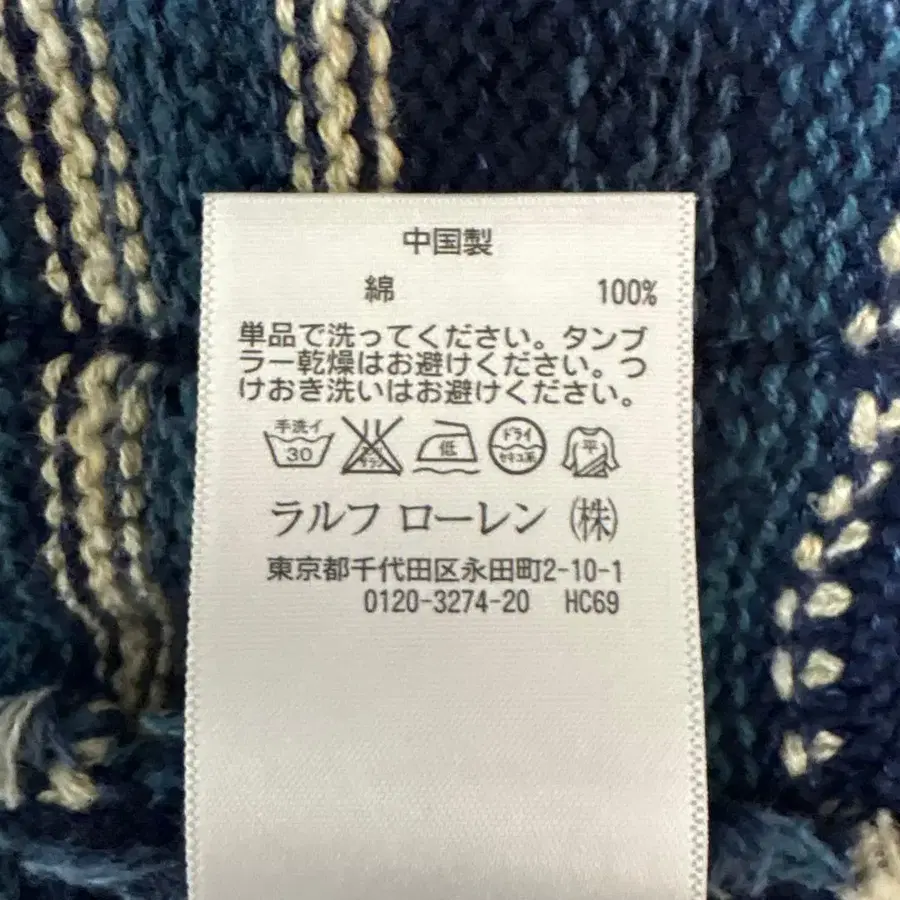 中国製
綿 100%
単品で洗ってください。タンブ
ラー乾燥はお避けください。つ
けおき洗いはお避けください。
手洗イ 30 低 ドライ セキユ系 平
ラルフ ローレン ㈱
東京都千代田区永田町2-10-1
0120-3274-20 HC69